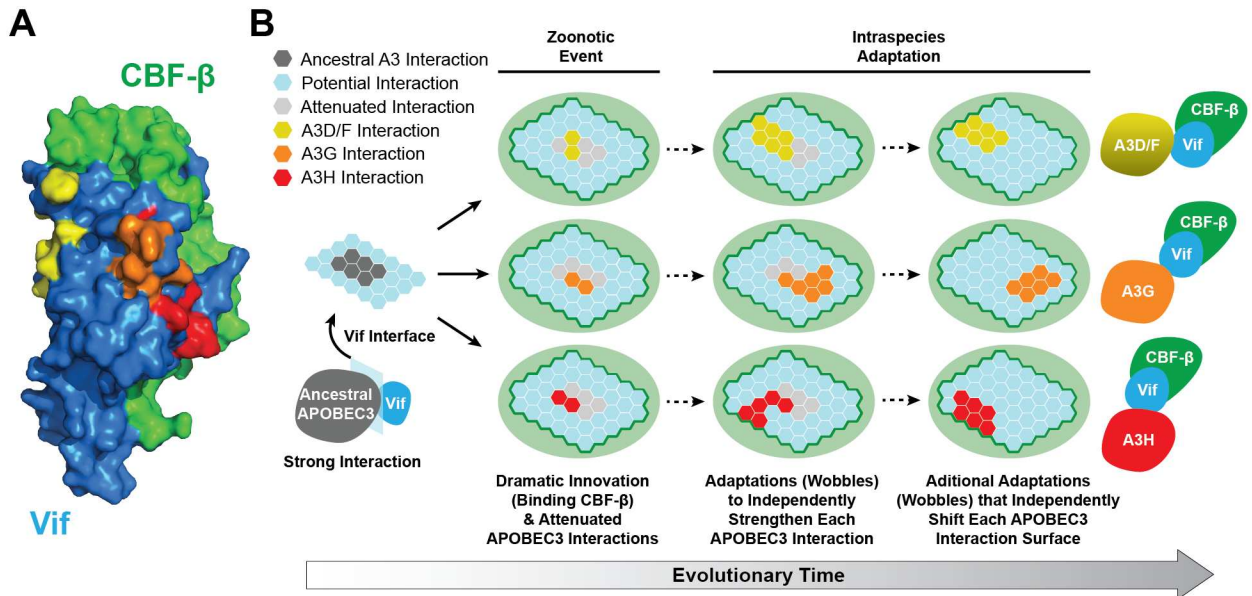 A
CBF-β
Vif
B
Ancestral A3 Interaction
Potential Interaction
Attenuated Interaction
A3D/F Interaction
A3G Interaction
A3H Interaction
Zoonotic
Event
Intraspecies
Adaptation
Vif Interface
Ancestral
APOBEC3
Vif
Strong Interaction
A3D/F
Vif
CBF-β
A3G
Vif
CBF-β
A3H
Vif
CBF-β
Dramatic Innovation
(Binding CBF-β)
& Attenuated
APOBEC3 Interactions
Adaptations (Wobbles)
to Independently
Strengthen Each
APOBEC3 Interaction
Aditional Adaptations
(Wobbles) that Independently
Shift Each APOBEC3
Interaction Surface
Evolutionary Time